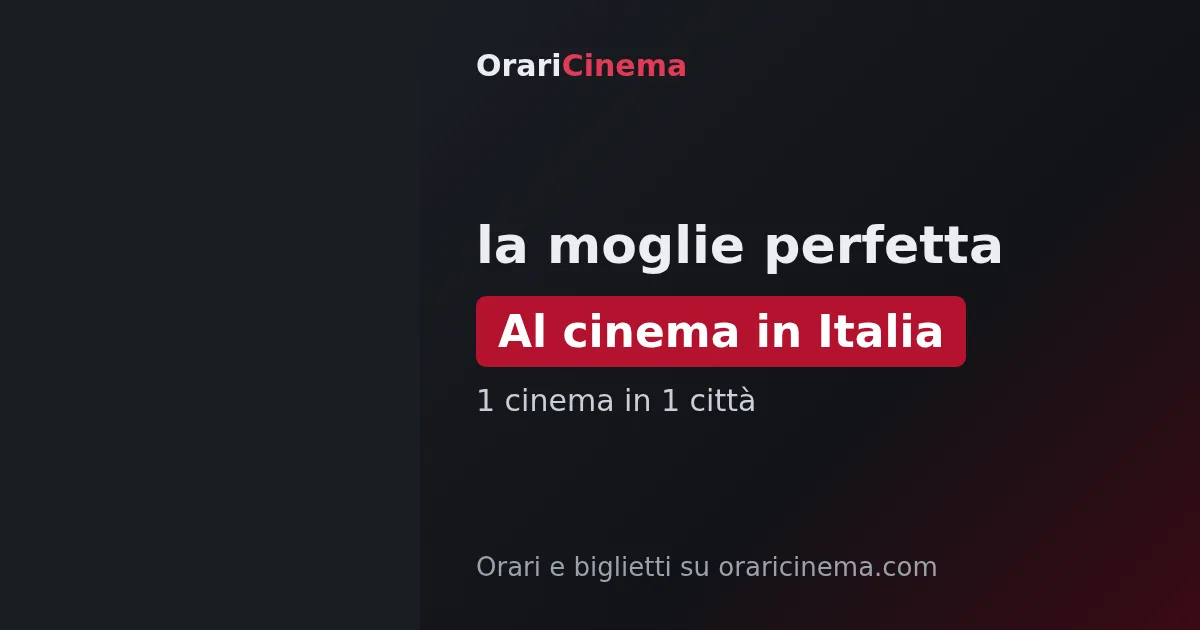 OrariCinema
la moglie perfetta
Al cinema in Italia
1 cinema in 1 città
Orari e biglietti su oraricinema.com